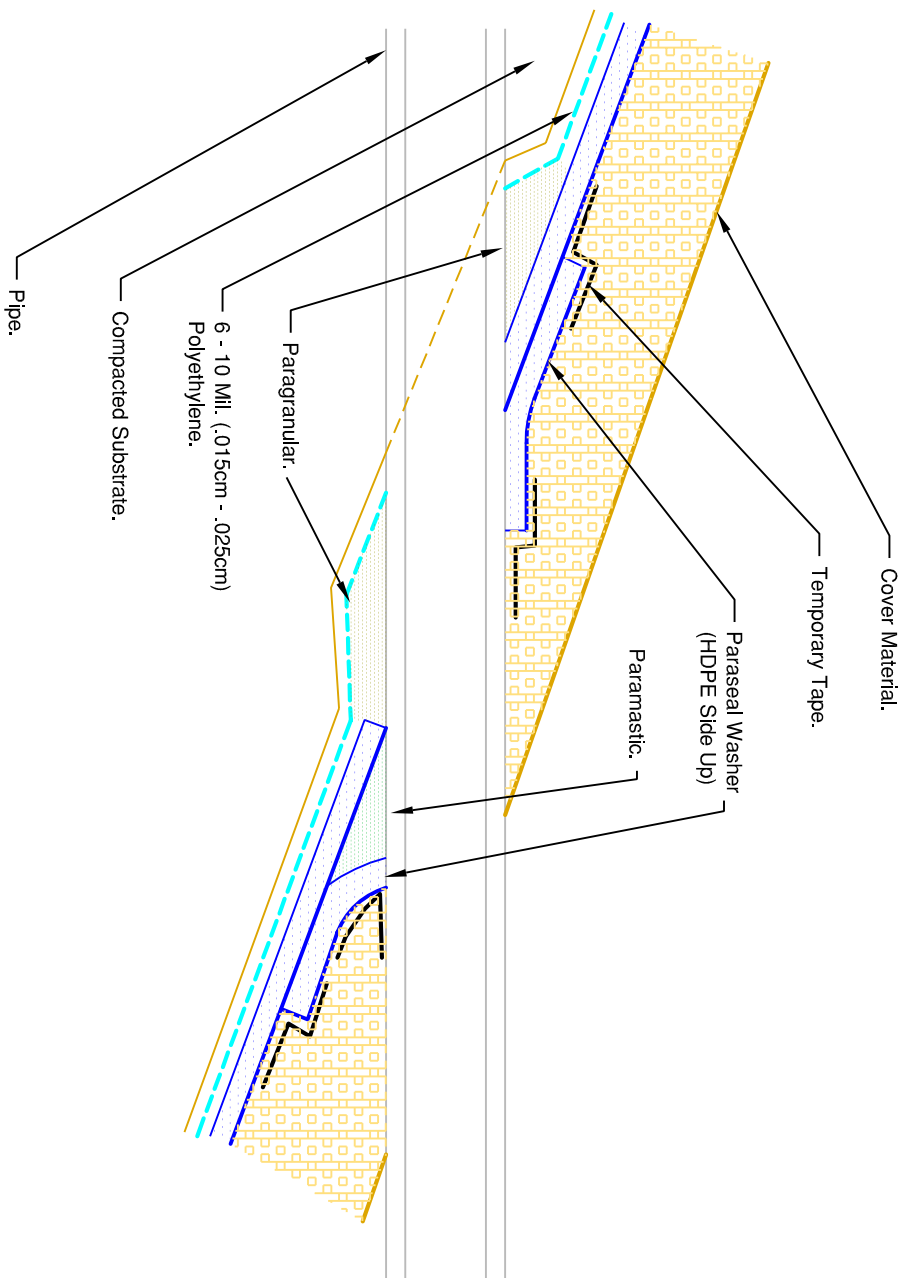 Cover Material.
Temporary Tape.
Paraseal Washer
(HDPE Side Up)
Paramastic.
Paragranular.
6 - 10 Mil. (.015cm - .025cm)
Polyethylene.
Compacted Substrate.
Pipe.